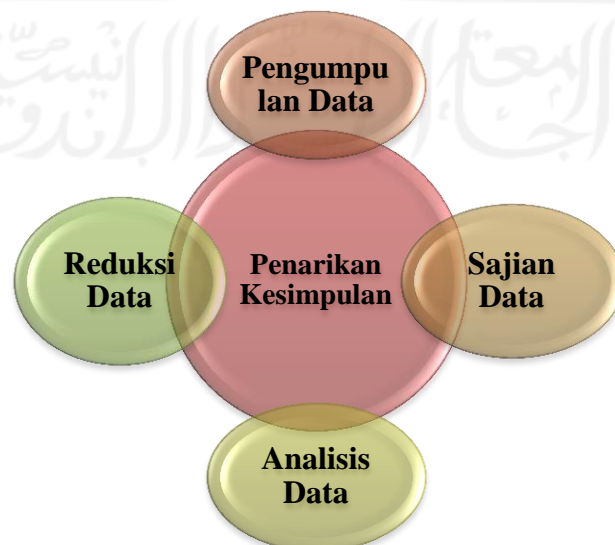 Pengumpu
lan Data
Reduksi
Data
Penarikan
Kesimpulan
Sajian
Data
Analisis
Data